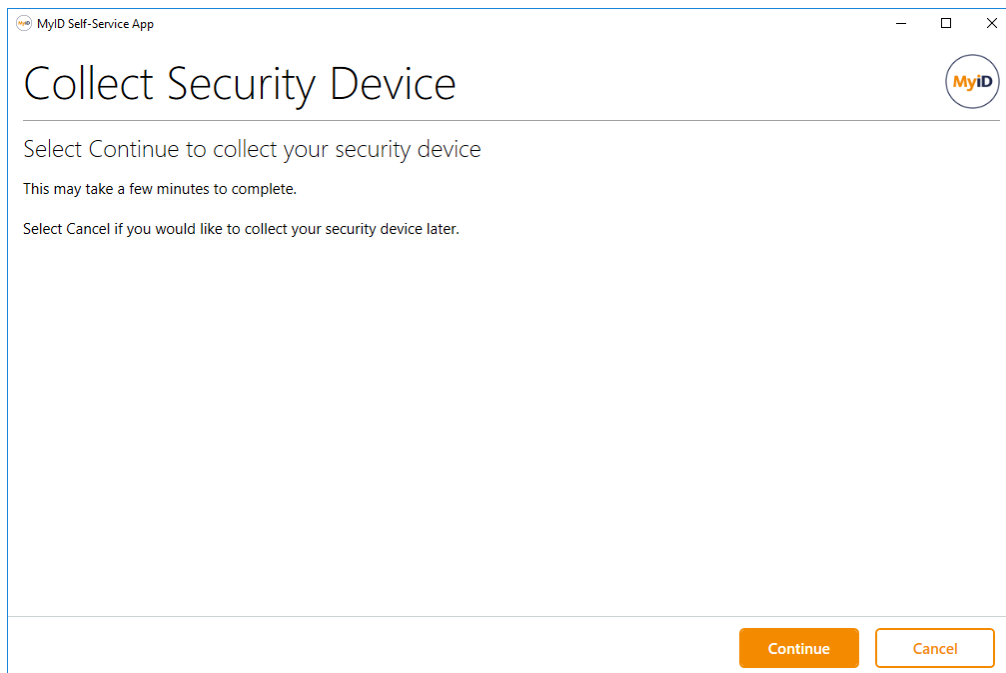 MyID Self-Service App
Collect Security Device
MyiD
Select Continue to collect your security device
This may take a few minutes to complete.
Select Cancel if you would like to collect your security device later.
Continue
Cancel